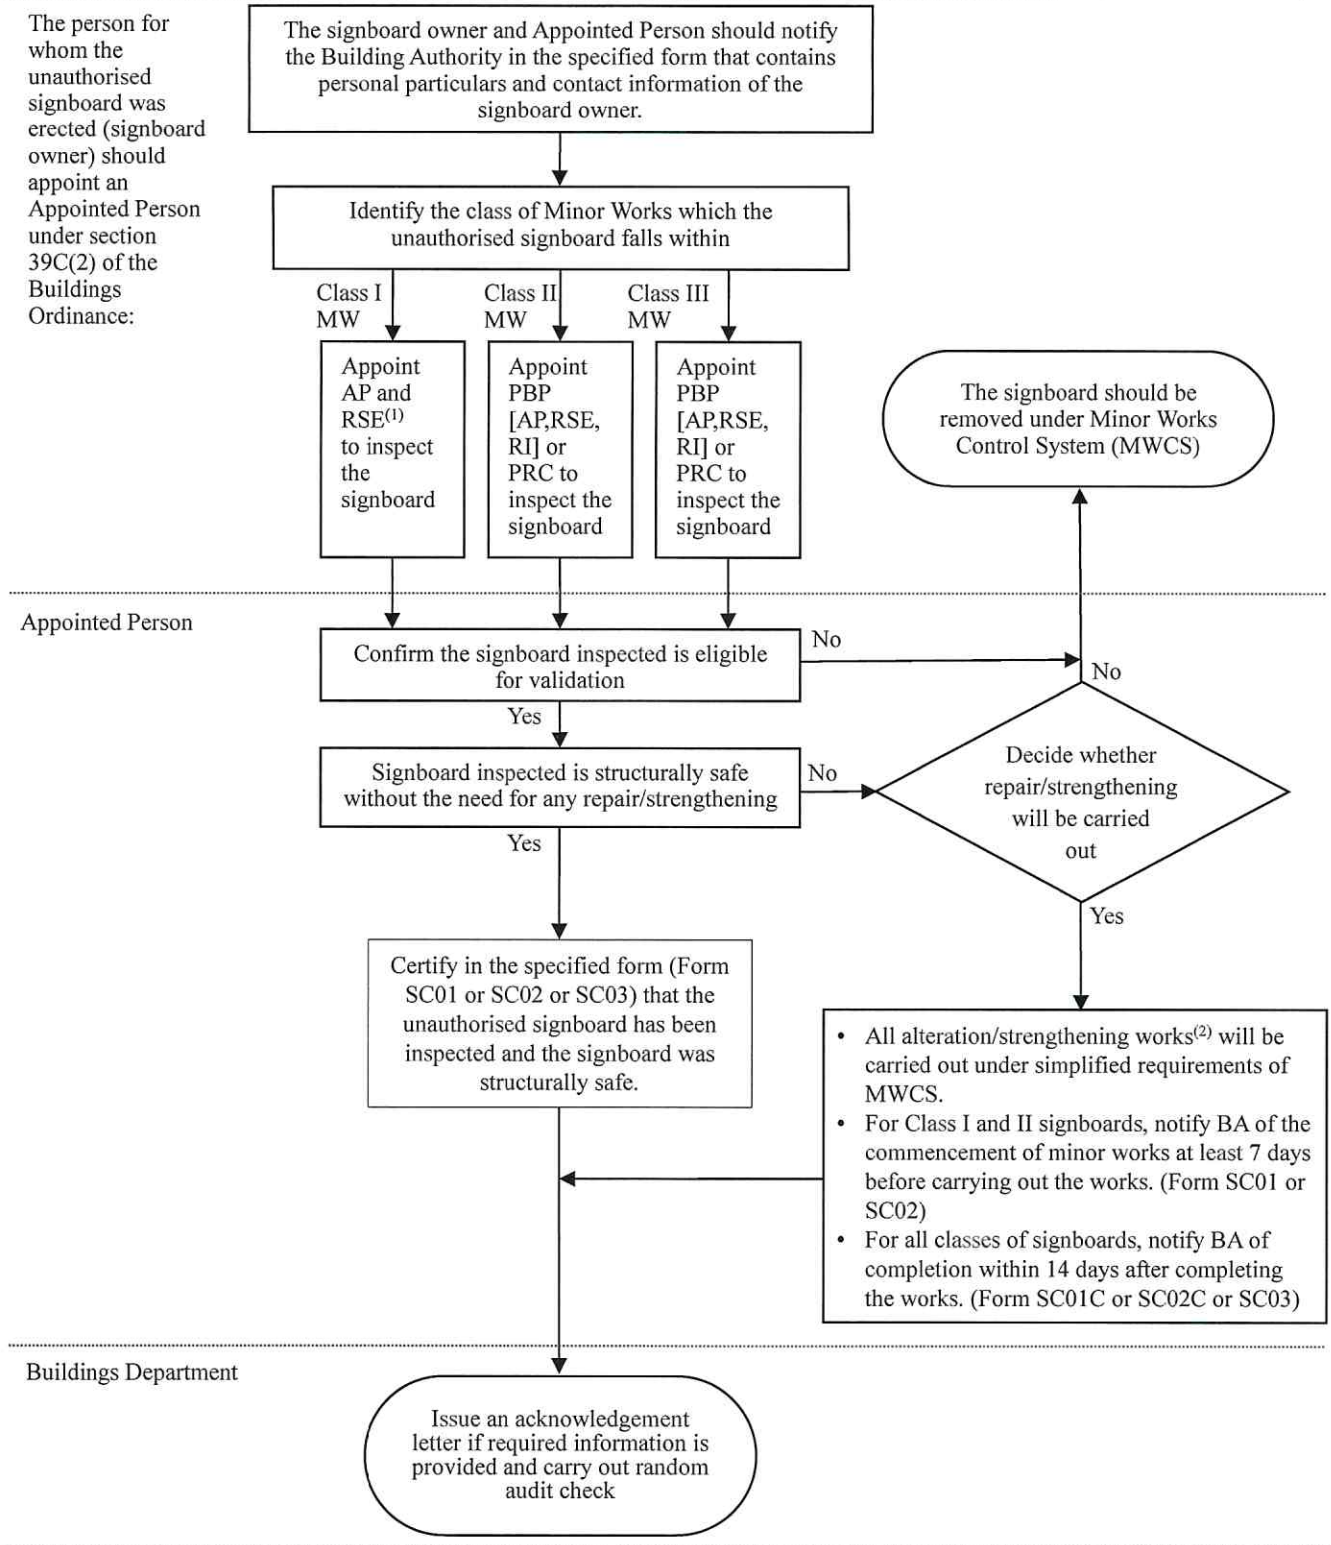 The person for
whom the
unauthorised
signboard was
erected (signboard
owner) should
appoint an
Appointed Person
under section
39C(2) of the
Buildings
Ordinance:
The signboard owner and Appointed Person should notify
the Building Authority in the specified form that contains
personal particulars and contact information of the
signboard owner.
Identify the class of Minor Works which the
unauthorised signboard falls within
Class I
MW
Class II
MW
Class III
MW
Appoint
AP and
RSE(1)
to inspect
the
signboard
Appoint
PBP
[AP,RSE,
RI] or
PRC to
inspect the
signboard
Appoint
PBP
[AP,RSE,
RI] or
PRC to
inspect the
signboard
The signboard should be
removed under Minor Works
Control System (MWCS)
Appointed Person
Confirm the signboard inspected is eligible
for validation
No
No
Yes
Signboard inspected is structurally safe
without the need for any repair/strengthening
No
Decide whether
repair/strengthening
will be carried
out
Yes
Yes
Certify in the specified form (Form
SC01 or SC02 or SC03) that the
unauthorised signboard has been
inspected and the signboard was
structurally safe.
• All alteration/strengthening works(2) will be
carried out under simplified requirements of
MWCS.
• For Class I and II signboards, notify BA of the
commencement of minor works at least 7 days
before carrying out the works. (Form SC01 or
SC02)
• For all classes of signboards, notify BA of
completion within 14 days after completing
the works. (Form SC01C or SC02C or SC03)
Buildings Department
Issue an acknowledgement
letter if required information is
provided and carry out random
audit check